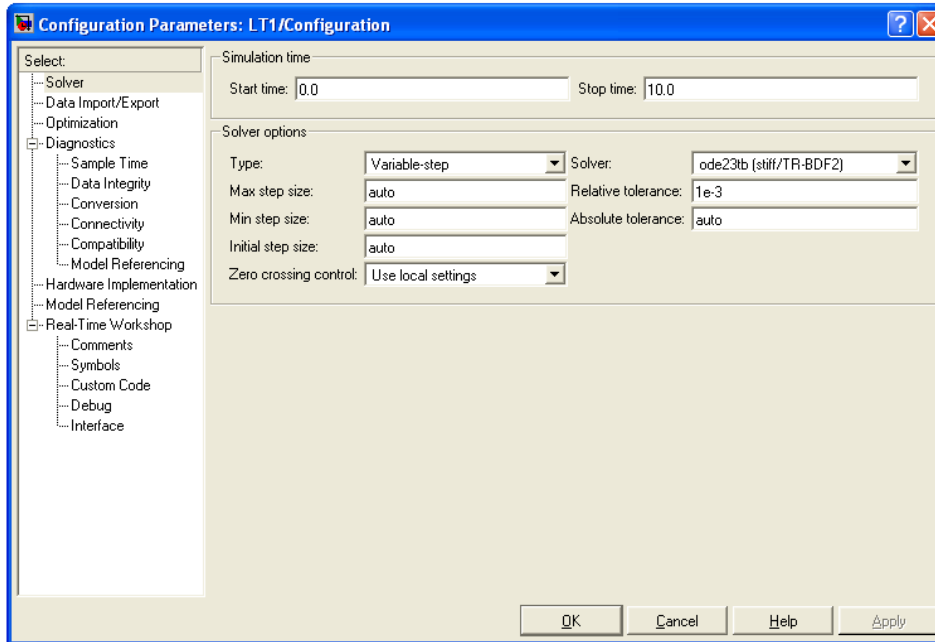 Configuration Parameters: LT1/Configuration
Select:
Solver
Data Import/Export
Optimization
Diagnostics
Sample Time
Data Integrity
Conversion
Connectivity
Compatibility
Model Referencing
Hardware Implementation
Model Referencing
Real-Time Workshop
Comments
Symbols
Custom Code
Debug
Interface
Simulation time
Start time: 0.0 Stop time: 10.0
Solver options
Type: Variable-step Solver: ode23tb (stiff/TR-BDF2)
Max step size: auto Relative tolerance: 1e-3
Min step size: auto Absolute tolerance: auto
Initial step size: auto
Zero crossing control: Use local settings
OK Cancel Help Apply